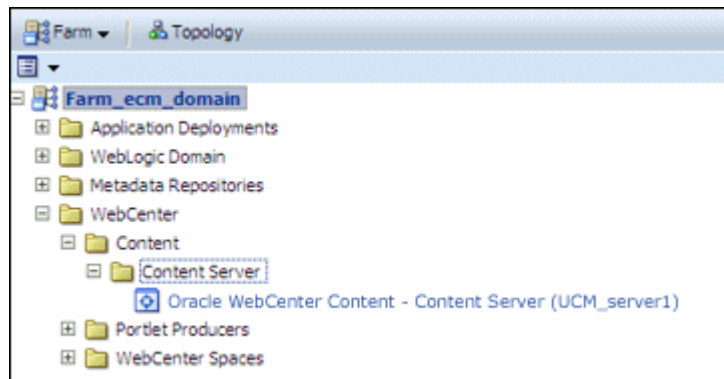 Farm Topology
Farm_ecm_domain
Application Deployments
WebLogic Domain
Metadata Repositories
WebCenter
Content
Content Server
Oracle WebCenter Content - Content Server (UCM_server1)
Portlet Producers
WebCenter Spaces